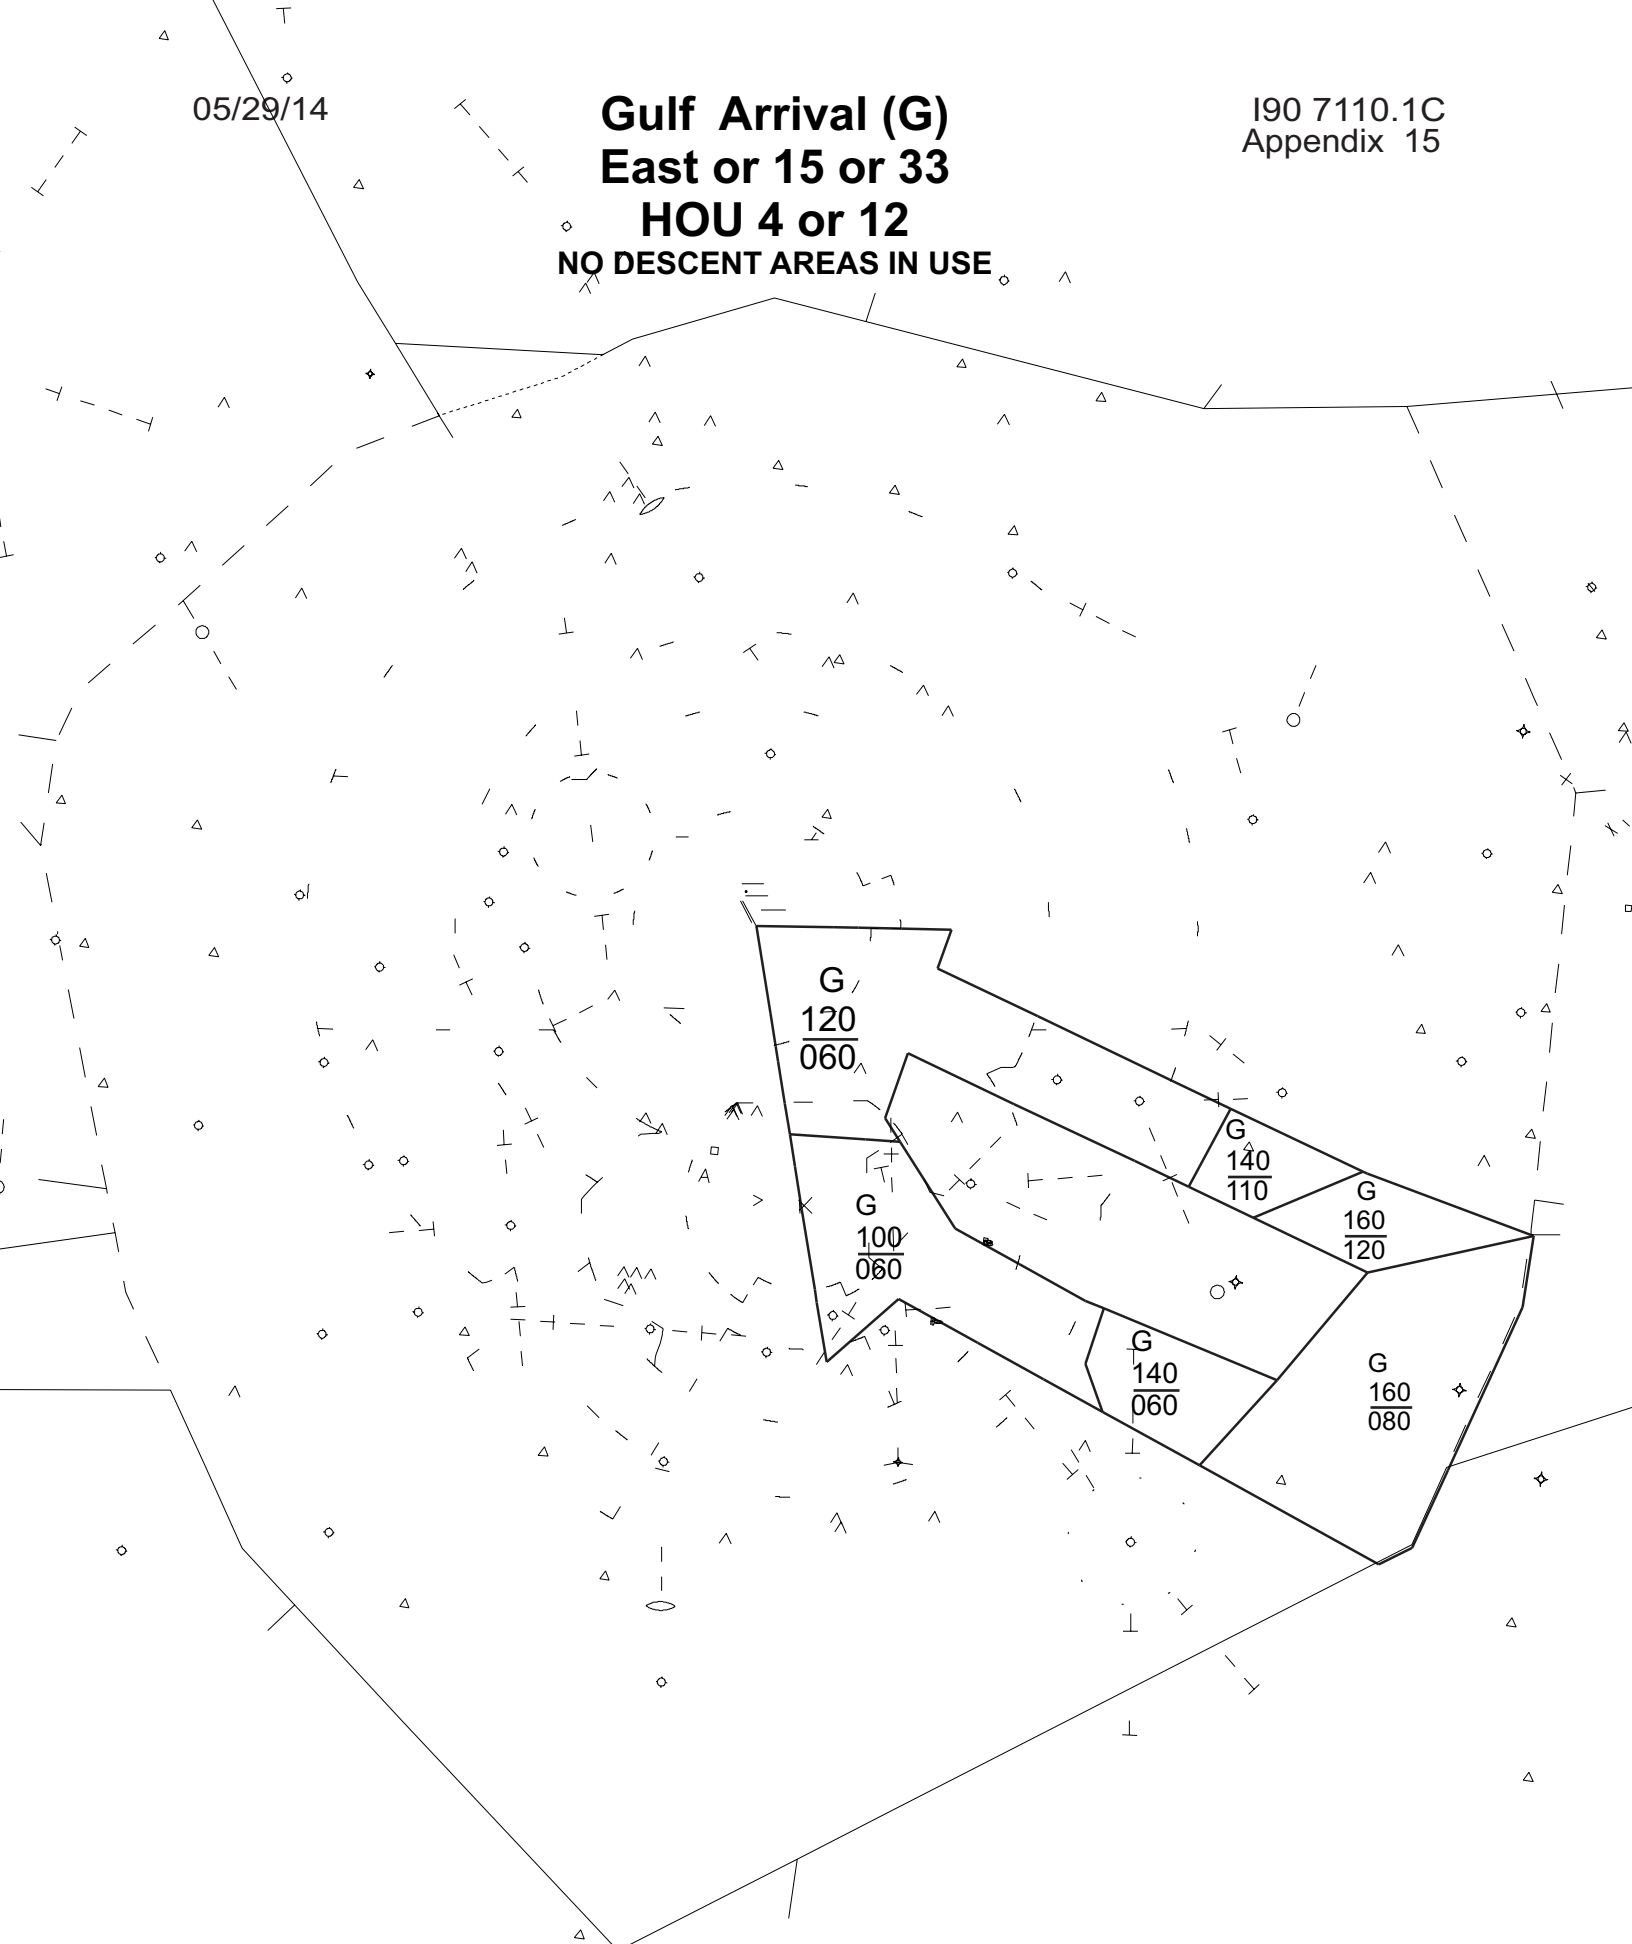 05/29/14
Gulf Arrival (G)
East or 15 or 33
HOU 4 or 12
NO DESCENT AREAS IN USE
I90 7110.1C
Appendix 15
G
120
060
G
140
110
G
160
120
G
100
060
G
140
060
G
160
080